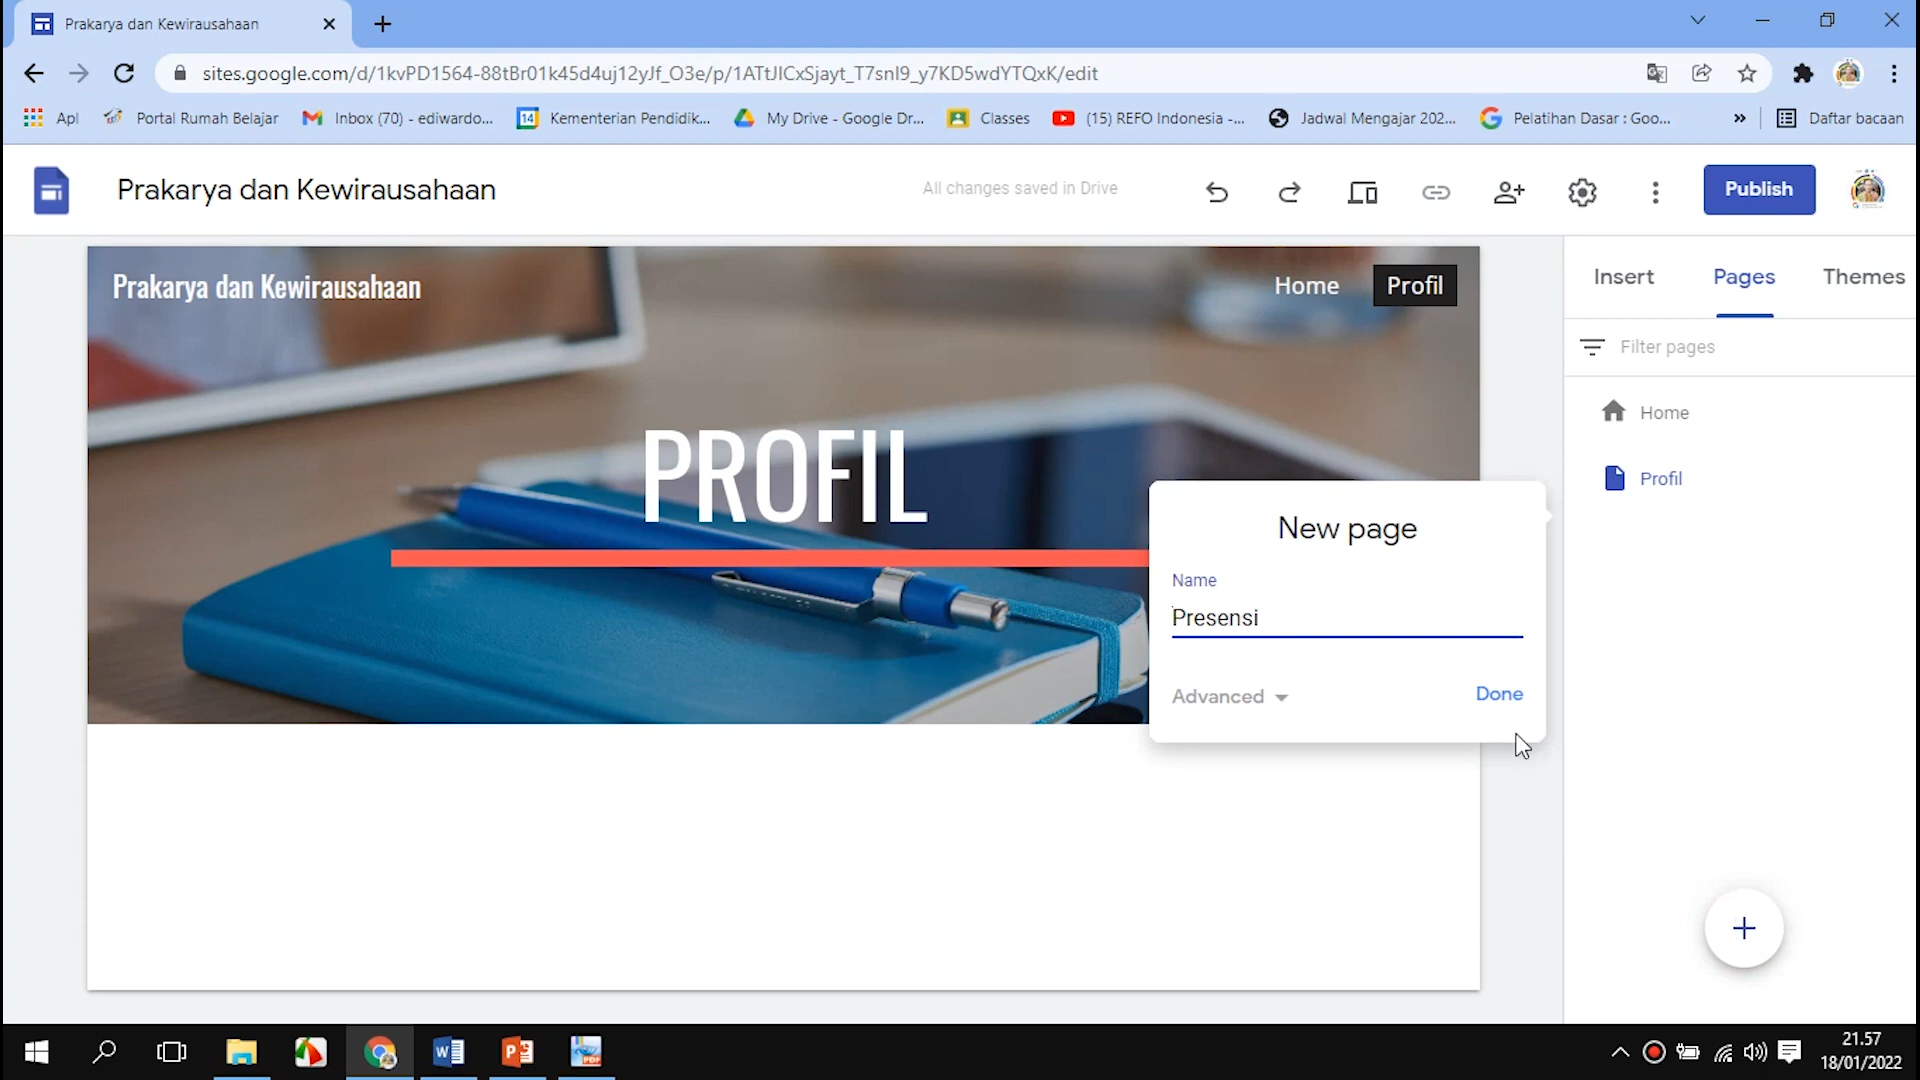 Prakarya dan Kewirausahaan
sites.google.com/d/1kvPD1564-88tBr01k45d4uj12yJf_O3e/p/1ATtJICxSjayt_T7snI9_y7KD5wdYTQxK/edit
Apl Portal Rumah Belajar Inbox (70) - ediwardo... 14 Kementerian Pendidik... My Drive - Google Dr... Classes (15) REFO Indonesia -... Jadwal Mengajar 202... Pelatihan Dasar : Goo... » Daftar bacaan
Prakarya dan Kewirausahaan All changes saved in Drive Publish
Prakarya dan Kewirausahaan Home Profil
Insert Pages Themes
Filter pages
Home
Profil
PROFIL
New page
Name
Presensi
Advanced Done
21.57
18/01/2022